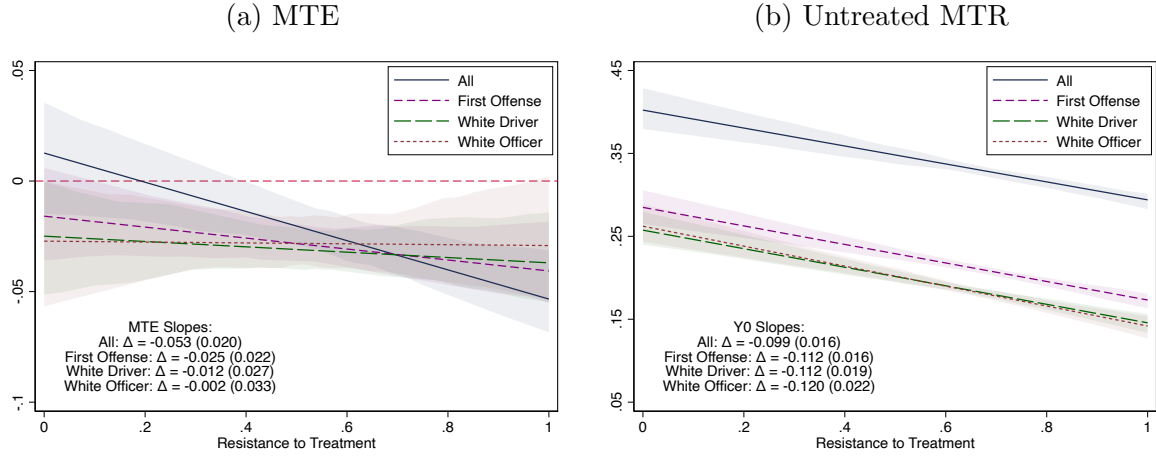 (a) MTE
.05
0
-.05
-.1
All
First Offense
White Driver
White Officer
MTE Slopes:
All: Δ = -0.053 (0.020)
First Offense: Δ = -0.025 (0.022)
White Driver: Δ = -0.012 (0.027)
White Officer: Δ = -0.002 (0.033)
0 .2 .4 .6 .8 1
Resistance to Treatment
(b) Untreated MTR
.45
.35
.25
.15
.05
All
First Offense
White Driver
White Officer
Y0 Slopes:
All: Δ = -0.099 (0.016)
First Offense: Δ = -0.112 (0.016)
White Driver: Δ = -0.112 (0.019)
White Officer: Δ = -0.120 (0.022)
0 .2 .4 .6 .8 1
Resistance to Treatment